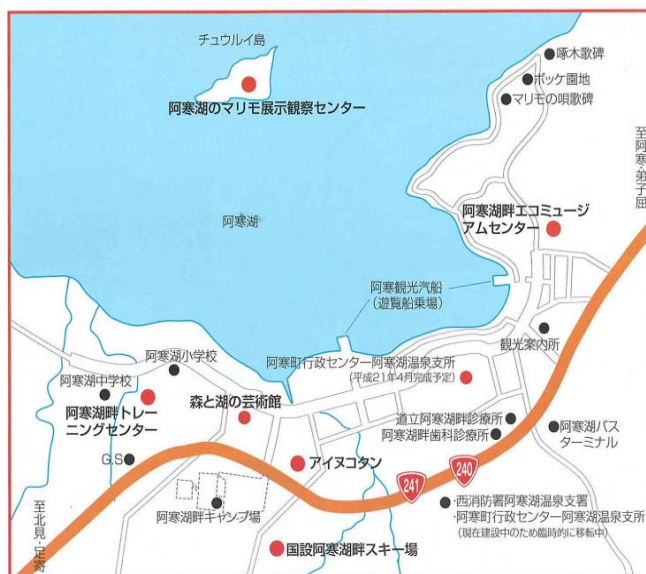 チュウルイ島
阿寒湖のマリモ展示観察センター
啄木歌碑
ボッケ園地
マリモの唄歌碑
至阿寒・弟子屈
阿寒湖畔エコミュージ
アムセンター
阿寒湖
阿寒観光汽船
(遊覧船乗場)
観光案内所
阿寒湖小学校
阿寒町行政センター阿寒湖温泉支所
(平成21年4月完成予定)
阿寒湖中学校
阿寒湖畔トレー
ニングセンター
森と湖の芸術館
道立阿寒湖畔診療所
阿寒湖畔歯科診療所
阿寒湖バス
ターミナル
G.S
アイヌコタン
241
240
阿寒湖畔キャンプ場
・西消防署阿寒湖温泉支署
・阿寒町行政センター阿寒湖温泉支所
(現在建設中のため臨時的に移転中)
至北見・足寄
国設阿寒湖畔スキー場